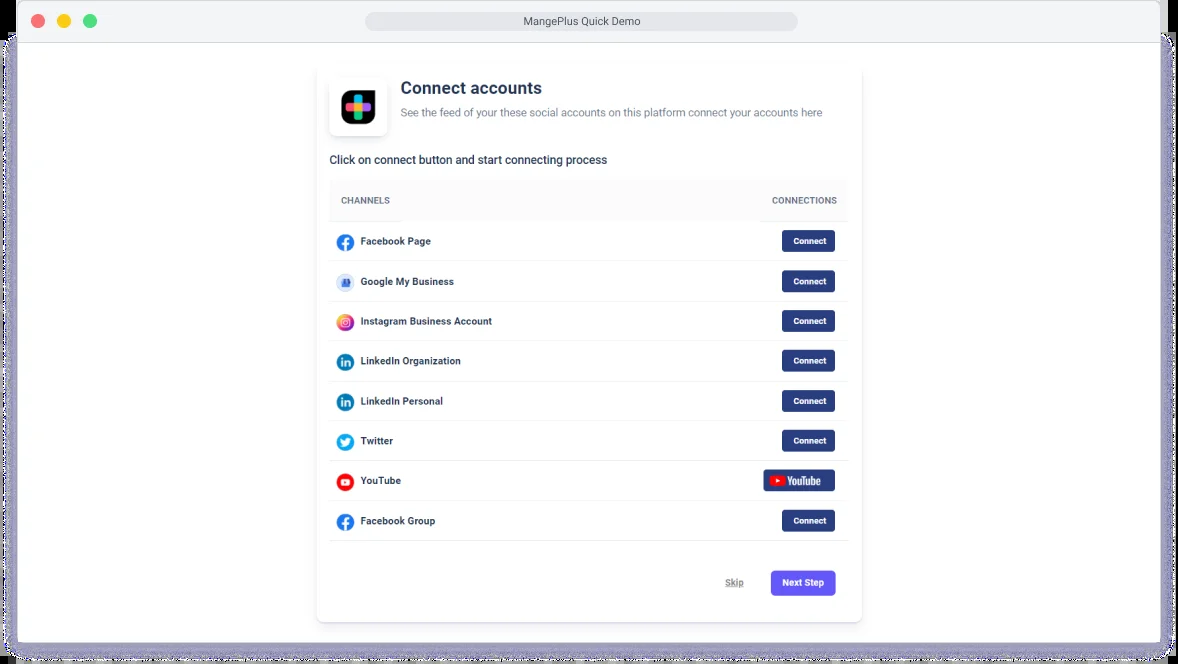 MangePlus Quick Demo
Connect accounts
See the feed of your these social accounts on this platform connect your accounts here
Click on connect button and start connecting process
CHANNELS CONNECTIONS
Facebook Page Connect
Google My Business Connect
Instagram Business Account Connect
LinkedIn Organization Connect
LinkedIn Personal Connect
Twitter Connect
YouTube YouTube
Facebook Group Connect
Skip Next Step